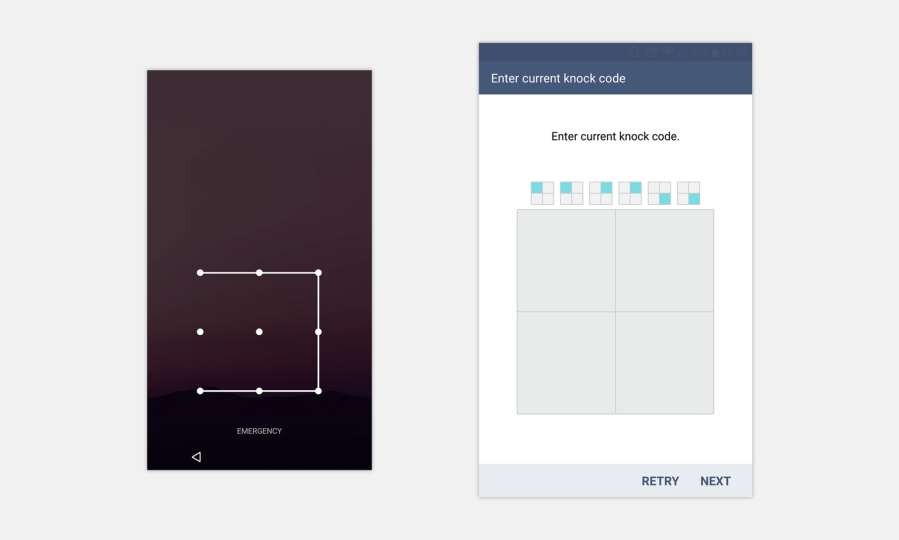 EMERGENCY
Enter current knock code
Enter current knock code.
RETRY NEXT